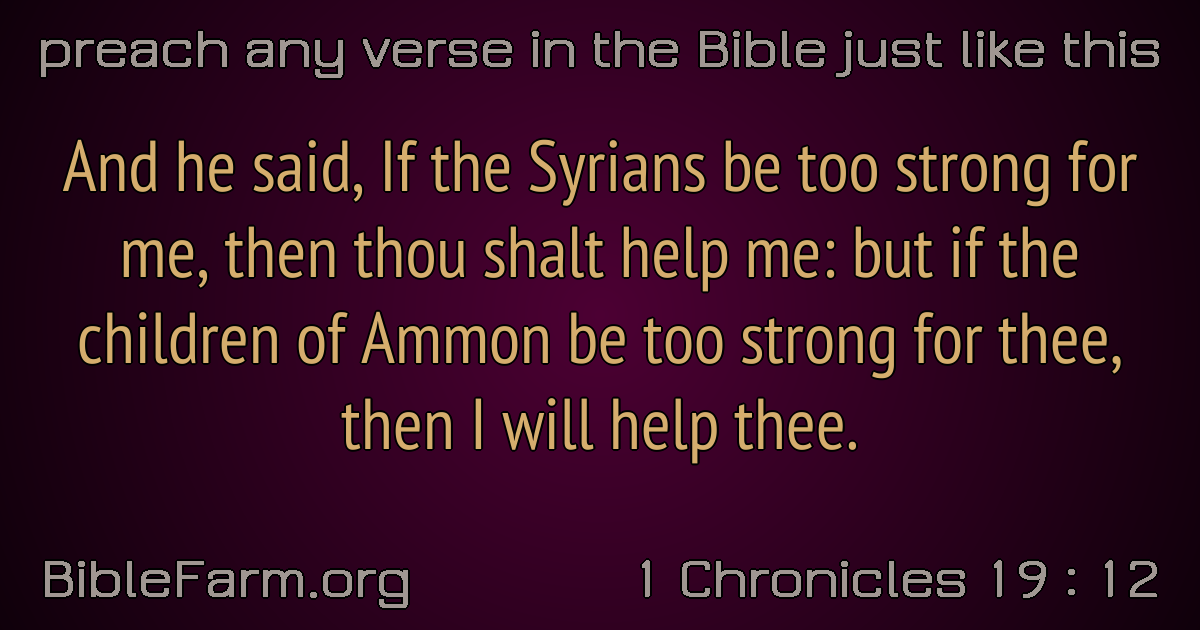 preach any verse in the Bible just like this
And he said, If the Syrians be too strong for
me, then thou shalt help me: but if the
children of Ammon be too strong for thee,
then I will help thee.
BibleFarm.org
1 Chronicles 19 : 12